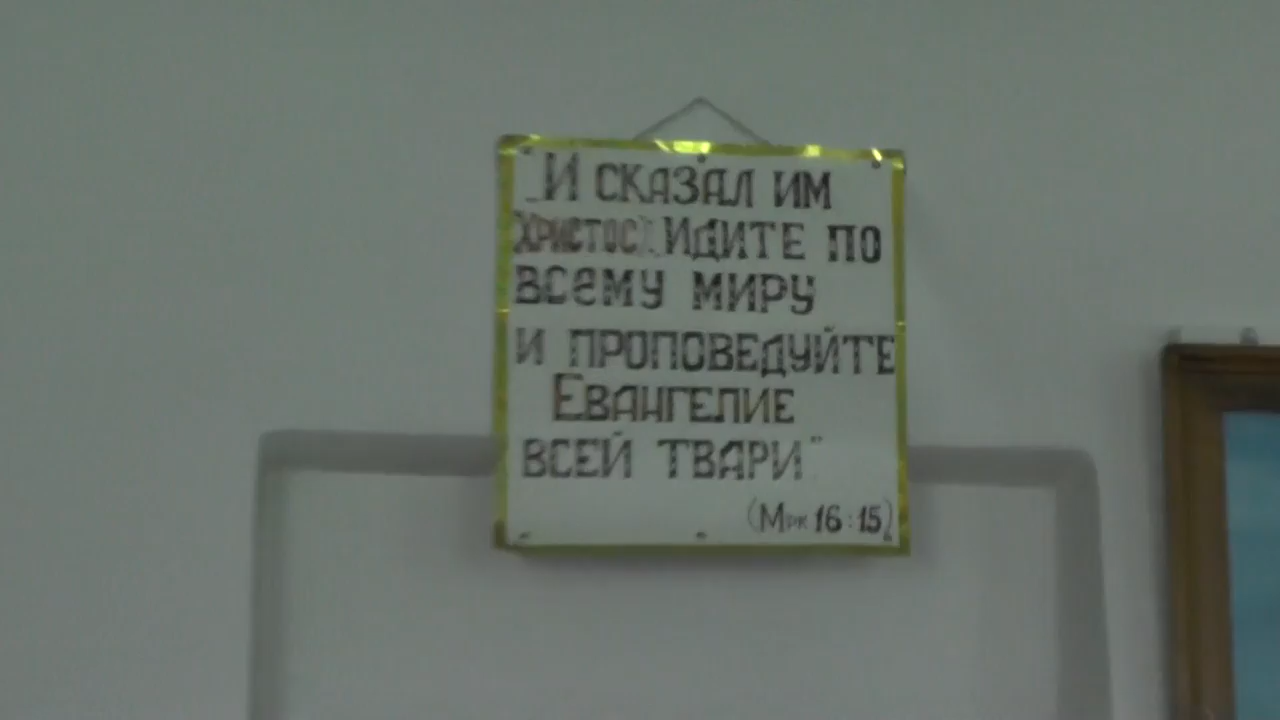 „И СКАЗАЛ ИМ
(ХРИСТОС): ИДИТЕ ПО
ВСЕМУ МИРУ
И ПРОПОВЕДУЙТЕ
ЕВАНГЕЛИЕ
ВСЕЙ ТВАРИ"
(Мрк 16:15)